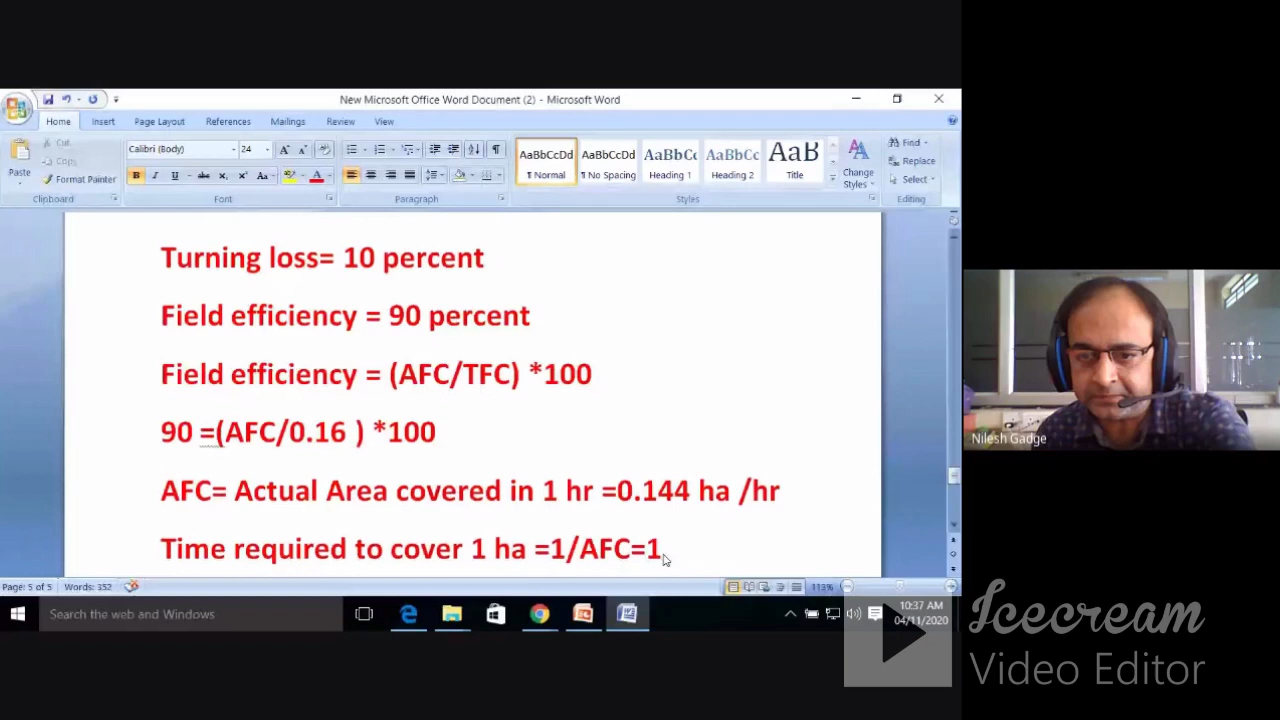 New Microsoft Office Word Document (2) - Microsoft Word
Home Insert Page Layout References Mailings Review View
Paste
Cut
Copy
Format Painter
Clipboard
Calibri (Body) 24
Font
Paragraph
AaBbCcDd AaBbCcDd AaBbCc AaBbCc AaB
¶ Normal ¶ No Spacing Heading 1 Heading 2 Title
Change Styles
Styles
Find
Replace
Select
Editing
Turning loss= 10 percent
Field efficiency = 90 percent
Field efficiency = (AFC/TFC) *100
90 =(AFC/0.16 ) *100
AFC= Actual Area covered in 1 hr =0.144 ha /hr
Time required to cover 1 ha =1/AFC=1
Page: 5 of 5 Words: 352
113%
Search the web and Windows
10:37 AM
04/11/2020
Nilesh Gadge
Icecream
Video Editor